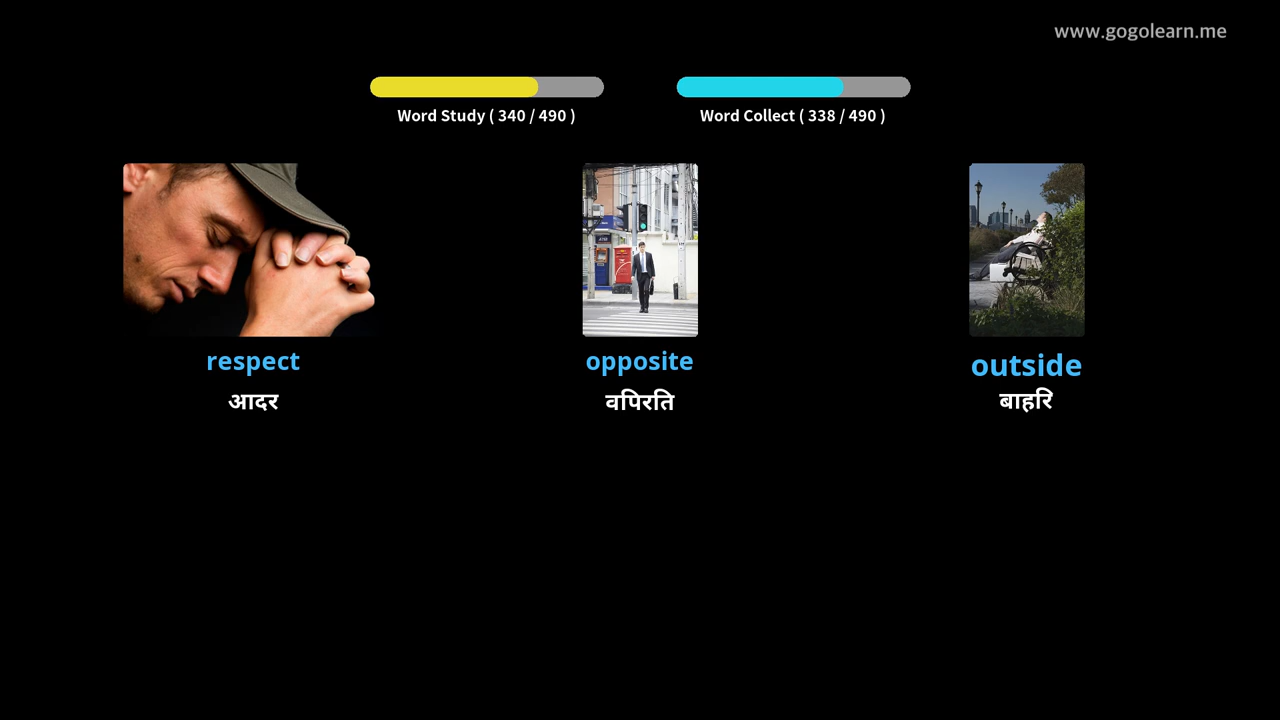 www.gogolearn.me
Word Study ( 340 / 490 )
Word Collect ( 338 / 490 )
respect
opposite
outside
आदर
वपिरति
बाहरि